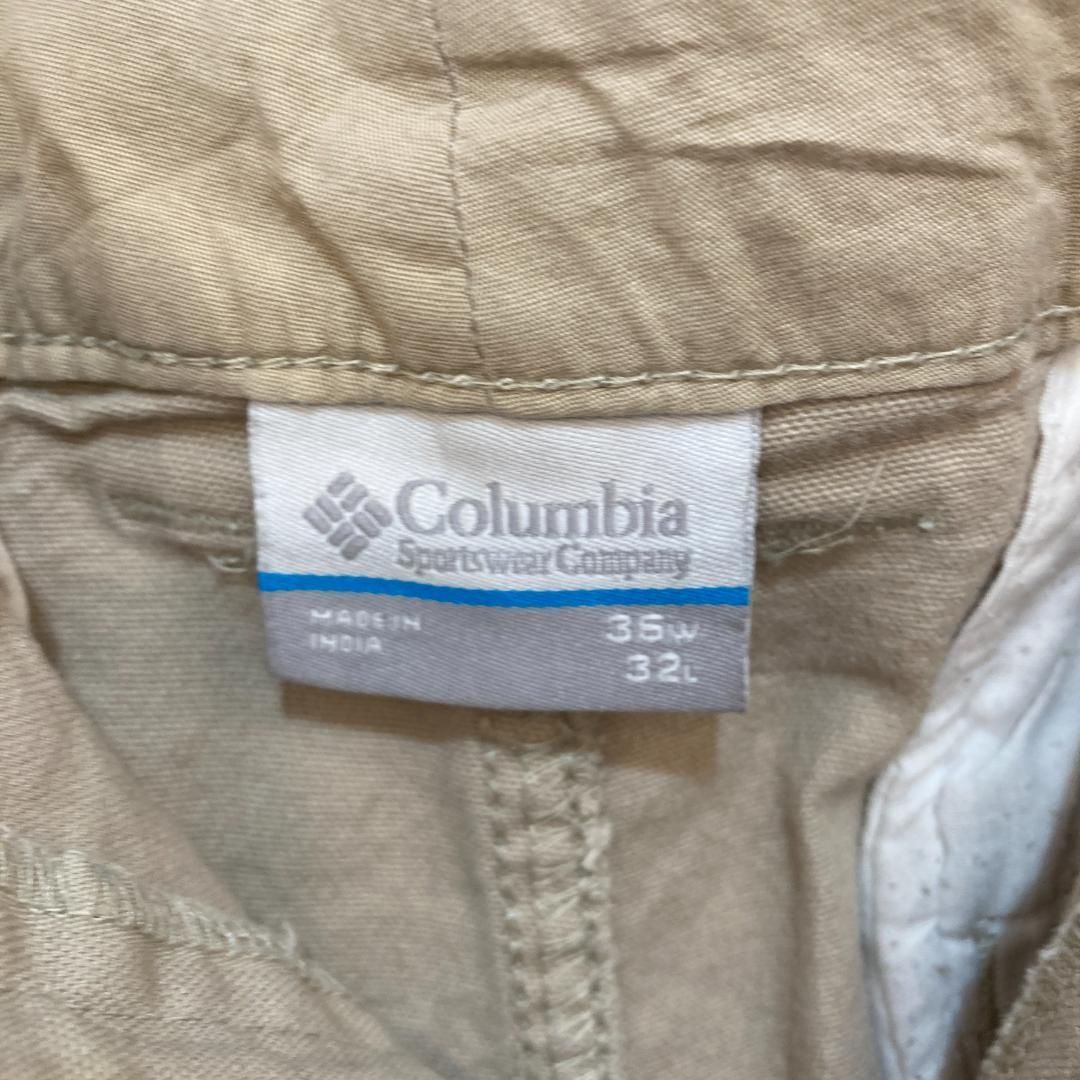 Columbia
Sportswear Company
MADE IN
INDIA
36W
32L